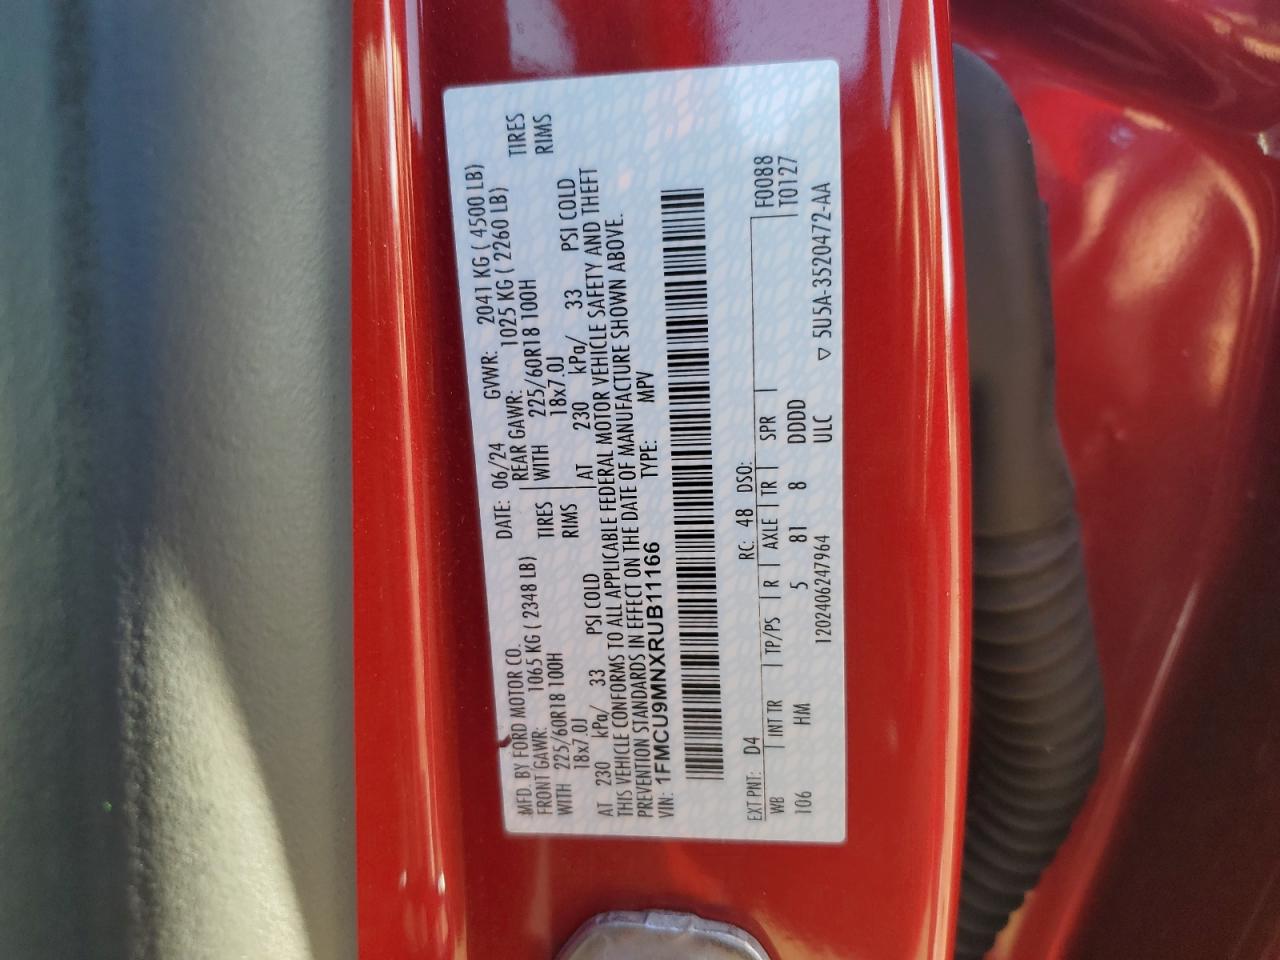 MFD. BY FORD MOTOR CO. DATE: 06/24 GVWR: 2041 KG ( 4500 LB)
FRONT GAWR: 1065 KG ( 2348 LB) REAR GAWR: 1025 KG ( 2260 LB)
WITH 225/60R18 100H TIRES WITH 225/60R18 100H TIRES
18x7.0J RIMS 18x7.0J RIMS
AT 230 kPa/ 33 PSI COLD AT 230 kPa/ 33 PSI COLD
THIS VEHICLE CONFORMS TO ALL APPLICABLE FEDERAL MOTOR VEHICLE SAFETY AND THEFT
PREVENTION STANDARDS IN EFFECT ON THE DATE OF MANUFACTURE SHOWN ABOVE.
VIN: 1FMCU9MNXRUB11166 TYPE: MPV
EXT PNT: D4 RC: 48 DSO: F0088
WB INT TR TP/PS R AXLE TR SPR T0127
106 HM 5 81 8 DDDD
1202406247964 ULC ▽ 5U5A-3520472-AA